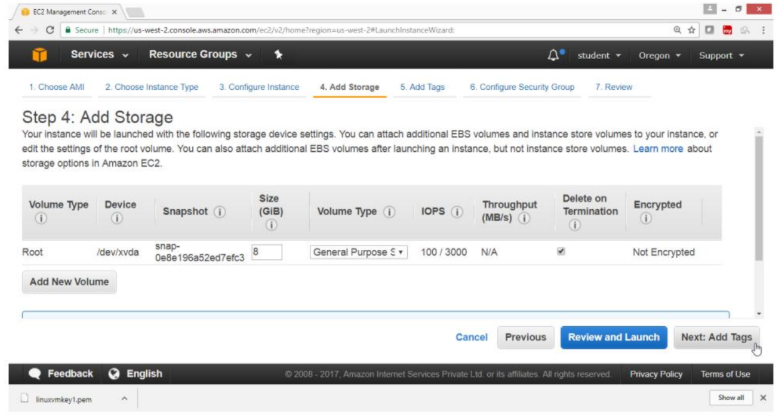 EC2 Management Consol
Secure | https://us-west-2.console.aws.amazon.com/ec2/v2/home?region=us-west-2#LaunchInstanceWizard:
Services Resource Groups student Oregon Support
1. Choose AMI 2. Choose Instance Type 3. Configure Instance 4. Add Storage 5. Add Tags 6. Configure Security Group 7. Review
Step 4: Add Storage
Your instance will be launched with the following storage device settings. You can attach additional EBS volumes and instance store volumes to your instance, or
edit the settings of the root volume. You can also attach additional EBS volumes after launching an instance, but not instance store volumes. Learn more about
storage options in Amazon EC2.
Volume Type Device Snapshot Size (GiB) Volume Type IOPS Throughput (MB/s) Delete on Termination Encrypted
Root /dev/xvda snap-0e8e196a52ed7efc3 8 General Purpose S 100 / 3000 N/A Not Encrypted
Add New Volume
Cancel Previous Review and Launch Next: Add Tags
Feedback English © 2008 - 2017, Amazon Internet Services Private Ltd. or its affiliates. All rights reserved. Privacy Policy Terms of Use
linuxvmkey1.pem Show all